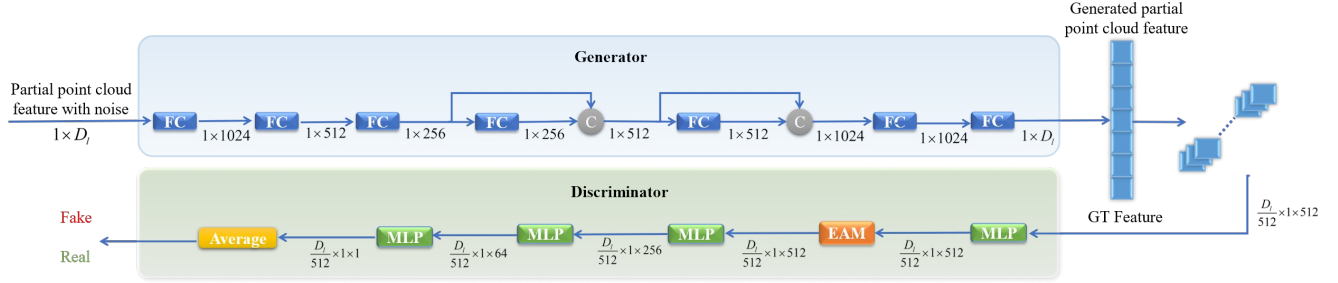 Generated partial
point cloud feature
Generator
Partial point cloud
feature with noise
1×D_l
FC
1×1024
FC
1×512
FC
1×256
FC
1×256
C
1×512
FC
1×512
C
1×1024
FC
1×1024
FC
1×D_l
GT Feature
D_l/512×1×512
Discriminator
MLP
D_l/512×1×512
EAM
D_l/512×1×512
MLP
D_l/512×1×256
MLP
D_l/512×1×64
MLP
D_l/512×1×1
Average
Fake
Real